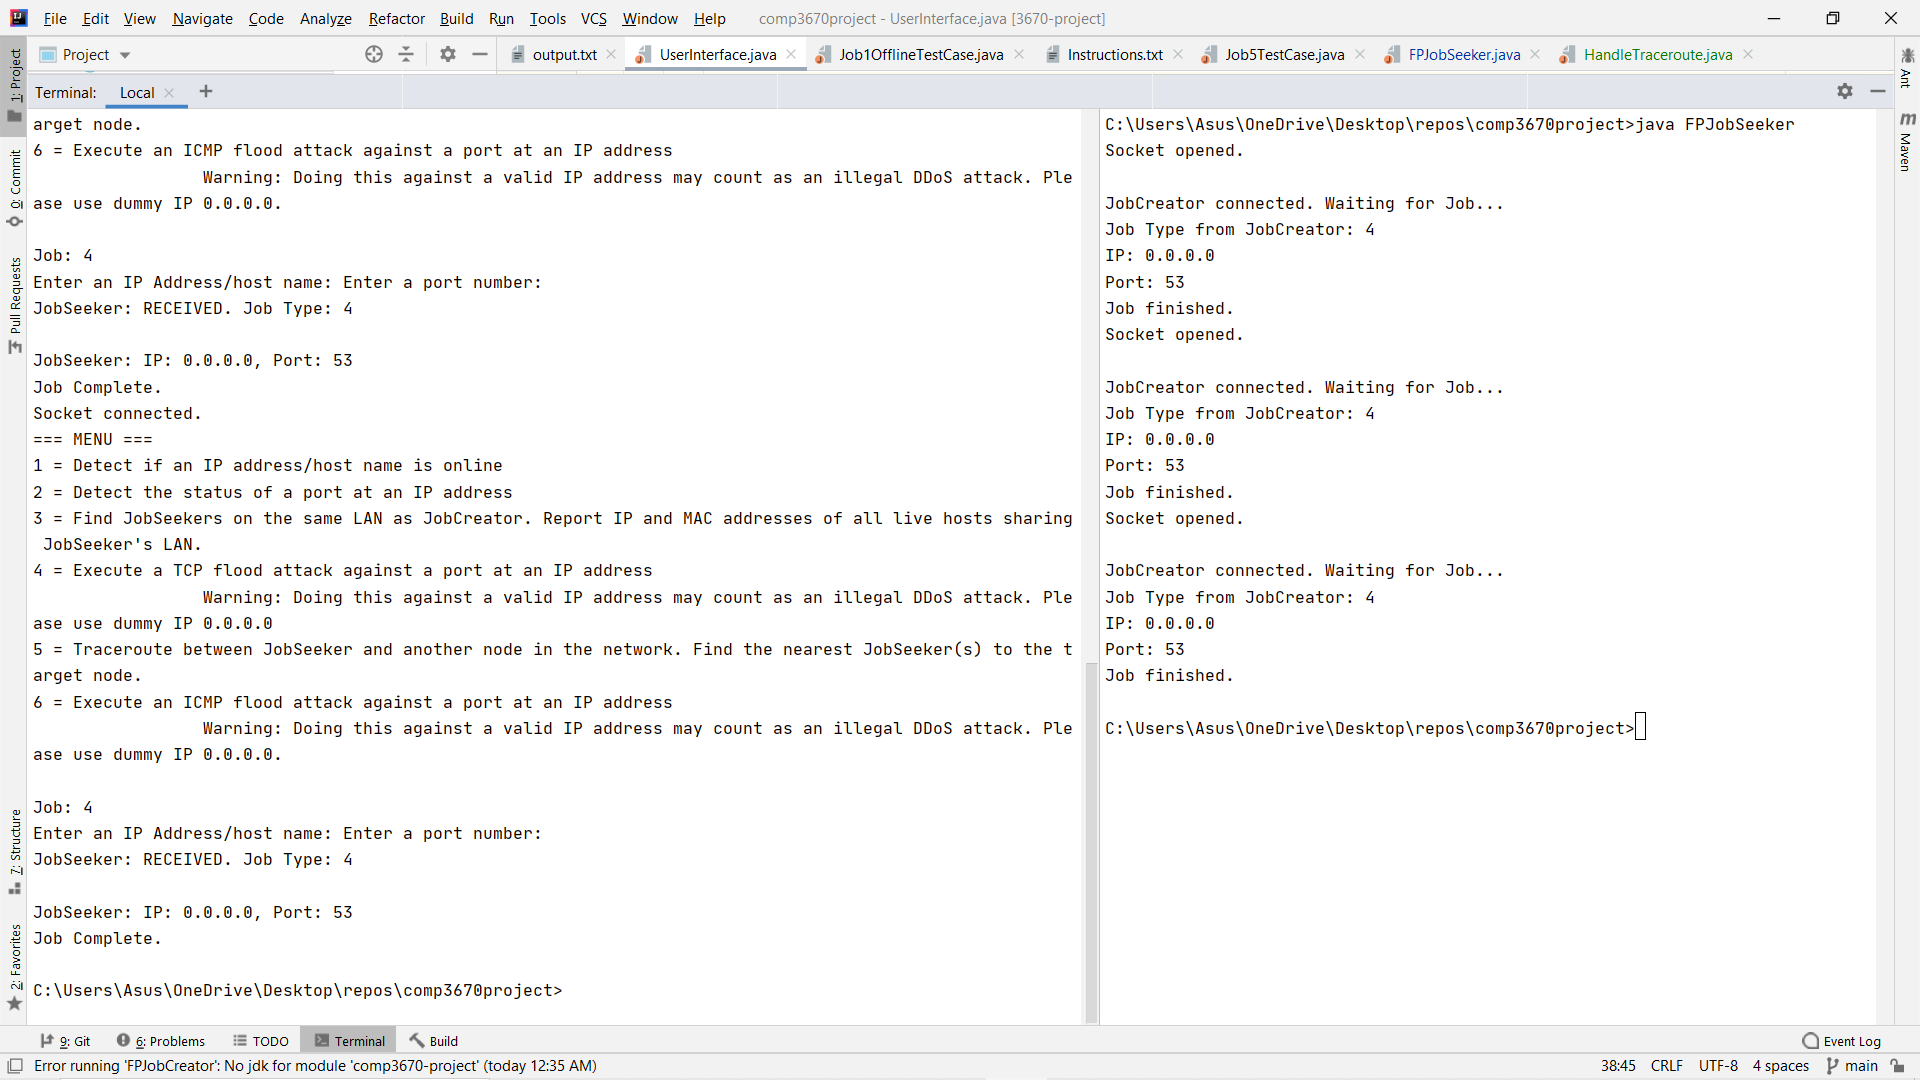 File Edit View Navigate Code Analyze Refactor Build Run Tools VCS Window Help comp3670project - UserInterface.java [3670-project]
Project output.txt UserInterface.java Job1OfflineTestCase.java Instructions.txt Job5TestCase.java FPJobSeeker.java HandleTraceroute.java
Terminal: Local +
1: Project
0: Commit
Pull Requests
7: Structure
2: Favorites
Ant
Maven
arget node.
6 = Execute an ICMP flood attack against a port at an IP address
Warning: Doing this against a valid IP address may count as an illegal DDoS attack. Ple
ase use dummy IP 0.0.0.0.
Job: 4
Enter an IP Address/host name: Enter a port number:
JobSeeker: RECEIVED. Job Type: 4
JobSeeker: IP: 0.0.0.0, Port: 53
Job Complete.
Socket connected.
=== MENU ===
1 = Detect if an IP address/host name is online
2 = Detect the status of a port at an IP address
3 = Find JobSeekers on the same LAN as JobCreator. Report IP and MAC addresses of all live hosts sharing
JobSeeker's LAN.
4 = Execute a TCP flood attack against a port at an IP address
Warning: Doing this against a valid IP address may count as an illegal DDoS attack. Ple
ase use dummy IP 0.0.0.0
5 = Traceroute between JobSeeker and another node in the network. Find the nearest JobSeeker(s) to the t
arget node.
6 = Execute an ICMP flood attack against a port at an IP address
Warning: Doing this against a valid IP address may count as an illegal DDoS attack. Ple
ase use dummy IP 0.0.0.0.
Job: 4
Enter an IP Address/host name: Enter a port number:
JobSeeker: RECEIVED. Job Type: 4
JobSeeker: IP: 0.0.0.0, Port: 53
Job Complete.
C:\Users\Asus\OneDrive\Desktop\repos\comp3670project>
C:\Users\Asus\OneDrive\Desktop\repos\comp3670project>java FPJobSeeker
Socket opened.
JobCreator connected. Waiting for Job...
Job Type from JobCreator: 4
IP: 0.0.0.0
Port: 53
Job finished.
Socket opened.
JobCreator connected. Waiting for Job...
Job Type from JobCreator: 4
IP: 0.0.0.0
Port: 53
Job finished.
Socket opened.
JobCreator connected. Waiting for Job...
Job Type from JobCreator: 4
IP: 0.0.0.0
Port: 53
Job finished.
C:\Users\Asus\OneDrive\Desktop\repos\comp3670project>
9: Git 6: Problems TODO Terminal Build Event Log
Error running 'FPJobCreator': No jdk for module 'comp3670-project' (today 12:35 AM) 38:45 CRLF UTF-8 4 spaces main